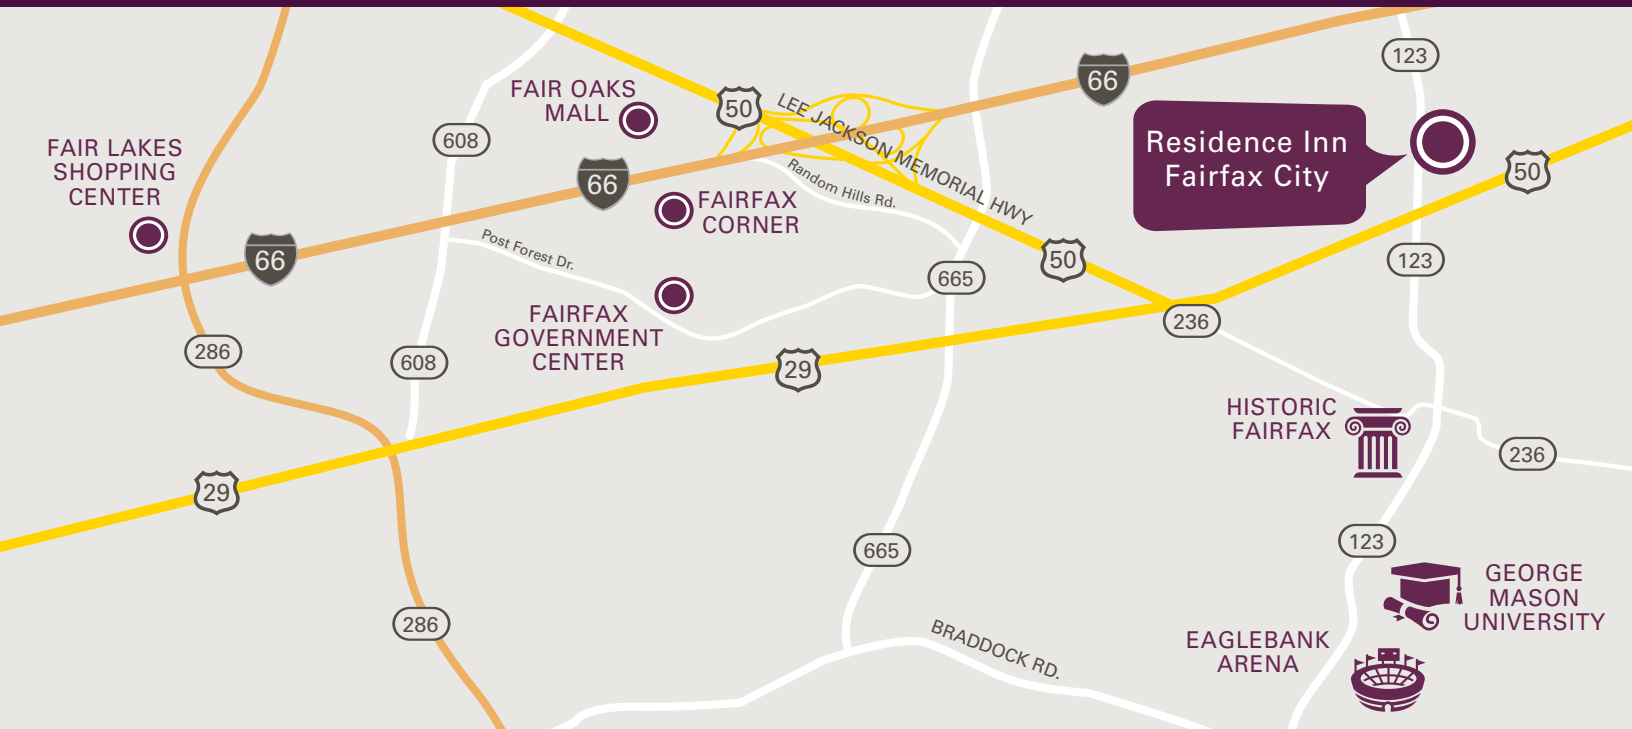 123
66
FAIR OAKS
MALL
50
LEE JACKSON MEMORIAL HWY
608
FAIR LAKES
SHOPPING
CENTER
Residence Inn
Fairfax City
50
66
Random Hills Rd.
FAIRFAX
CORNER
66
Post Forest Dr.
50
123
665
FAIRFAX
GOVERNMENT
CENTER
236
286
608
29
HISTORIC
FAIRFAX
236
29
665
123
GEORGE
MASON
UNIVERSITY
286
BRADDOCK RD.
EAGLEBANK
ARENA